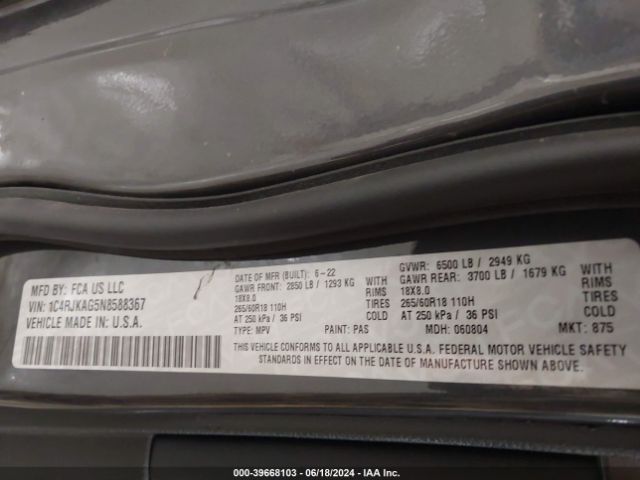 MFD BY: FCA US LLC
VIN: 1C4RJKAG5N8588367
VEHICLE MADE IN U.S.A.
DATE OF MFR (BUILT): 6-22
GAWR FRONT: 2850 LB / 1293 KG WITH
18X8.0 RIMS
265/60R18 110H TIRES
AT 250 kPa / 36 PSI COLD
TYPE: MPV PAINT: PAS
GVWR: 6500 LB / 2949 KG
GAWR REAR: 3700 LB / 1679 KG WITH
18X8.0 RIMS
265/60R18 110H TIRES
AT 250 kPa / 36 PSI COLD
MDH: 060804 MKT: 875
THIS VEHICLE CONFORMS TO ALL APPLICABLE U.S.A. FEDERAL MOTOR VEHICLE SAFETY
STANDARDS IN EFFECT ON THE DATE OF MANUFACTURE SHOWN ABOVE.
000-39668103 - 06/18/2024 - IAA Inc.